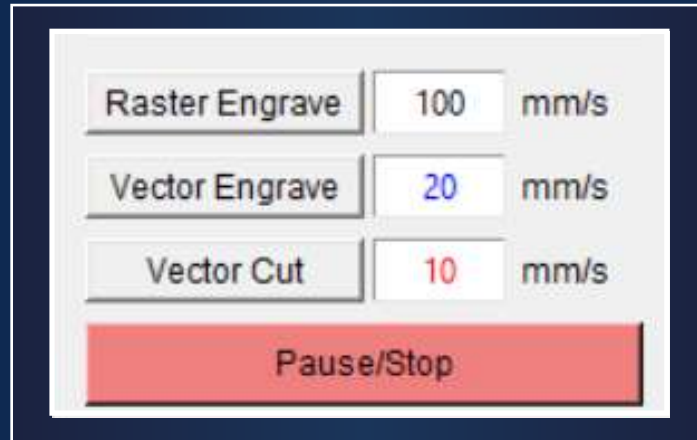 Raster Engrave 100 mm/s
Vector Engrave 20 mm/s
Vector Cut 10 mm/s
Pause/Stop